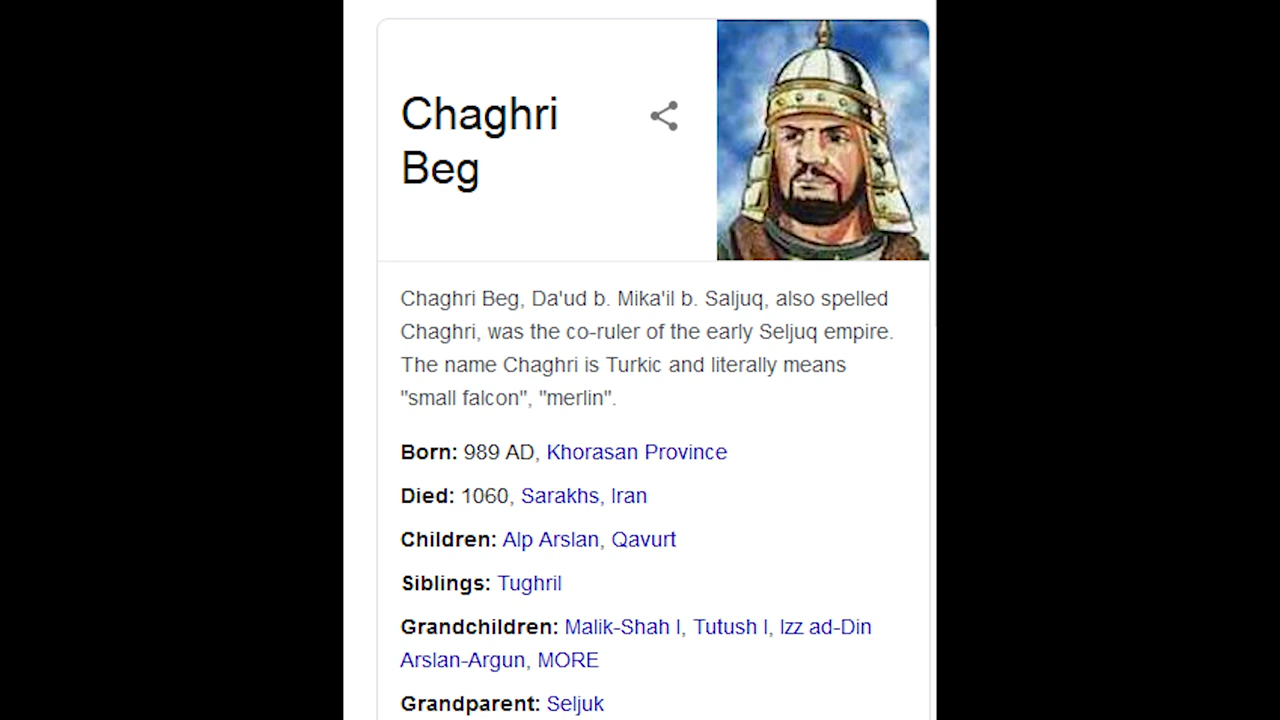 Chaghri
Beg
Chaghri Beg, Da'ud b. Mika'il b. Saljuq, also spelled
Chaghri, was the co-ruler of the early Seljuq empire.
The name Chaghri is Turkic and literally means
"small falcon", "merlin".
Born: 989 AD, Khorasan Province
Died: 1060, Sarakhs, Iran
Children: Alp Arslan, Qavurt
Siblings: Tughril
Grandchildren: Malik-Shah I, Tutush I, Izz ad-Din
Arslan-Argun, MORE
Grandparent: Seljuk